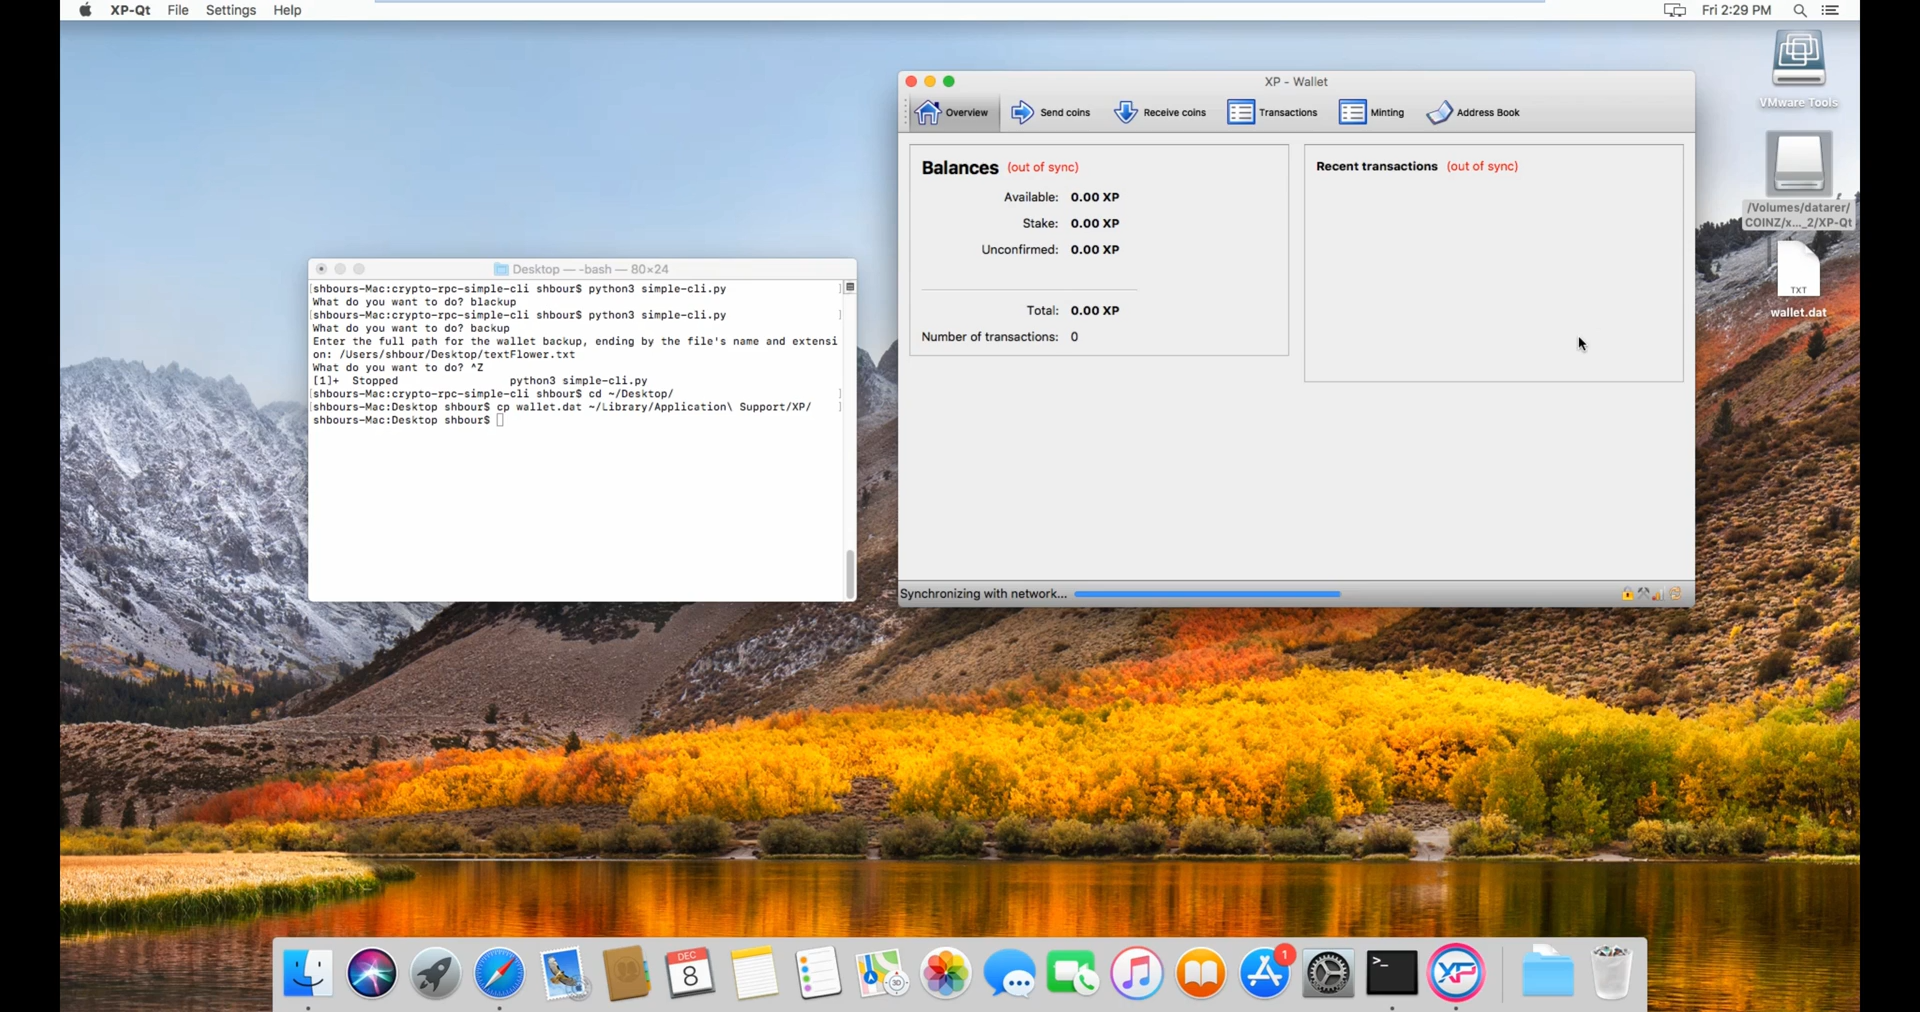 XP-Qt File Settings Help
Fri 2:29 PM
VMware Tools
/Volumes/datarer/
COINZ/x..._2/XP-Qt
TXT
wallet.dat
Desktop — -bash — 80×24
[shbours-Mac:crypto-rpc-simple-cli shbour$ python3 simple-cli.py ]
What do you want to do? blackup
[shbours-Mac:crypto-rpc-simple-cli shbour$ python3 simple-cli.py ]
What do you want to do? backup
Enter the full path for the wallet backup, ending by the file's name and extensi
on: /Users/shbour/Desktop/textFlower.txt
What do you want to do? ^Z
[1]+ Stopped python3 simple-cli.py
[shbours-Mac:crypto-rpc-simple-cli shbour$ cd ~/Desktop/ ]
[shbours-Mac:Desktop shbour$ cp wallet.dat ~/Library/Application\ Support/XP/ ]
shbours-Mac:Desktop shbour$
XP - Wallet
Overview Send coins Receive coins Transactions Minting Address Book
Balances (out of sync)
Available: 0.00 XP
Stake: 0.00 XP
Unconfirmed: 0.00 XP
Total: 0.00 XP
Number of transactions: 0
Recent transactions (out of sync)
Synchronizing with network...
DEC
8
3D
1
>_
XP